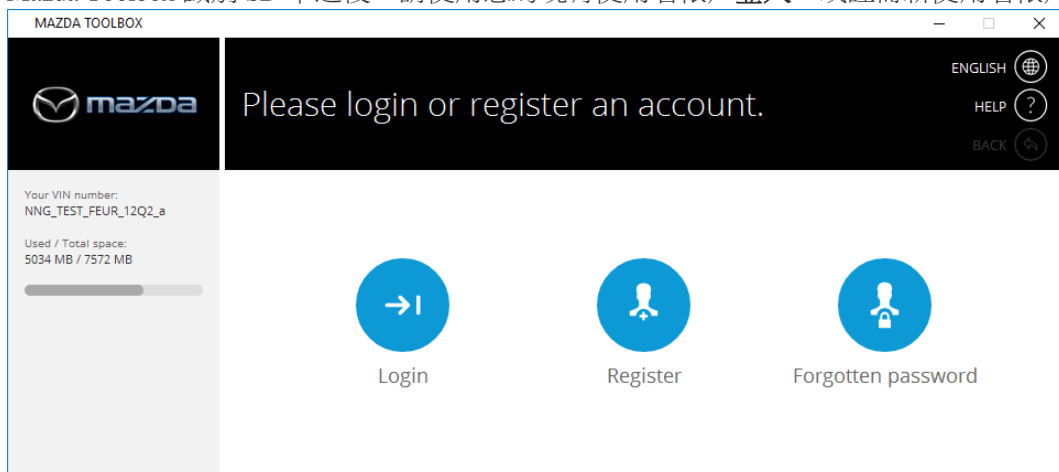 MAZDA TOOLBOX
mazda
Please login or register an account.
ENGLISH
HELP
BACK
Your VIN number:
NNG_TEST_FEUR_12Q2_a
Used / Total space:
5034 MB / 7572 MB
Login
Register
Forgotten password